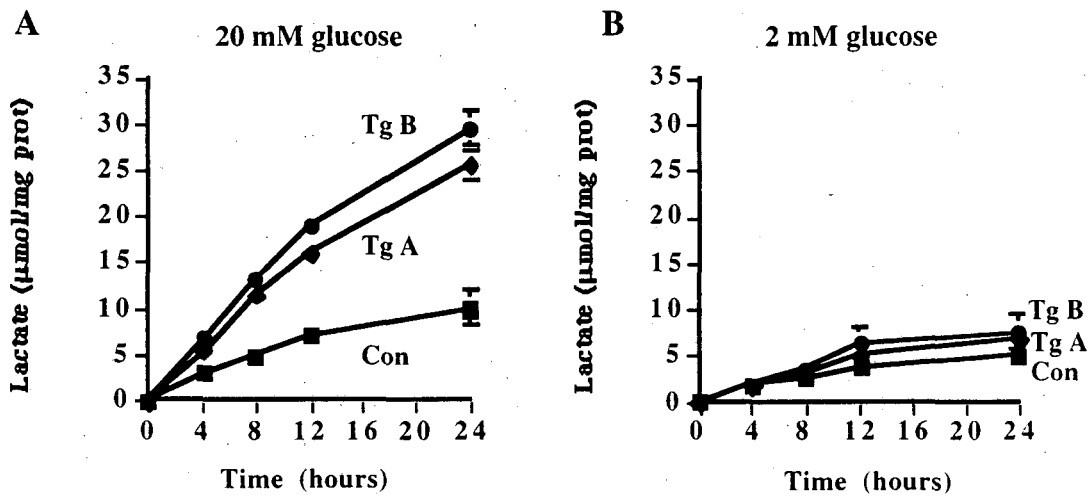 A
20 mM glucose
Lactate (μmol/mg prot)
35
30
25
20
15
10
5
0
Tg B
Tg A
Con
0 4 8 12 16 20 24
Time (hours)
B
2 mM glucose
Lactate (μmol/mg prot)
35
30
25
20
15
10
5
0
Tg B
Tg A
Con
0 4 8 12 16 20 24
Time (hours)